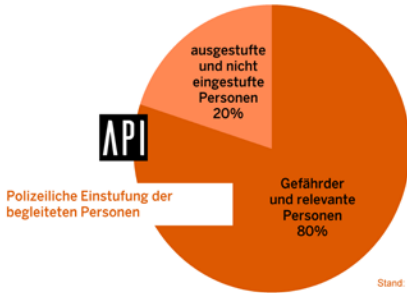 ausgestufte
und nicht
eingestufte
Personen
20%
API
Gefährder
und relevante
Personen
80%
Polizeiliche Einstufung der
begleiteten Personen
Stand: